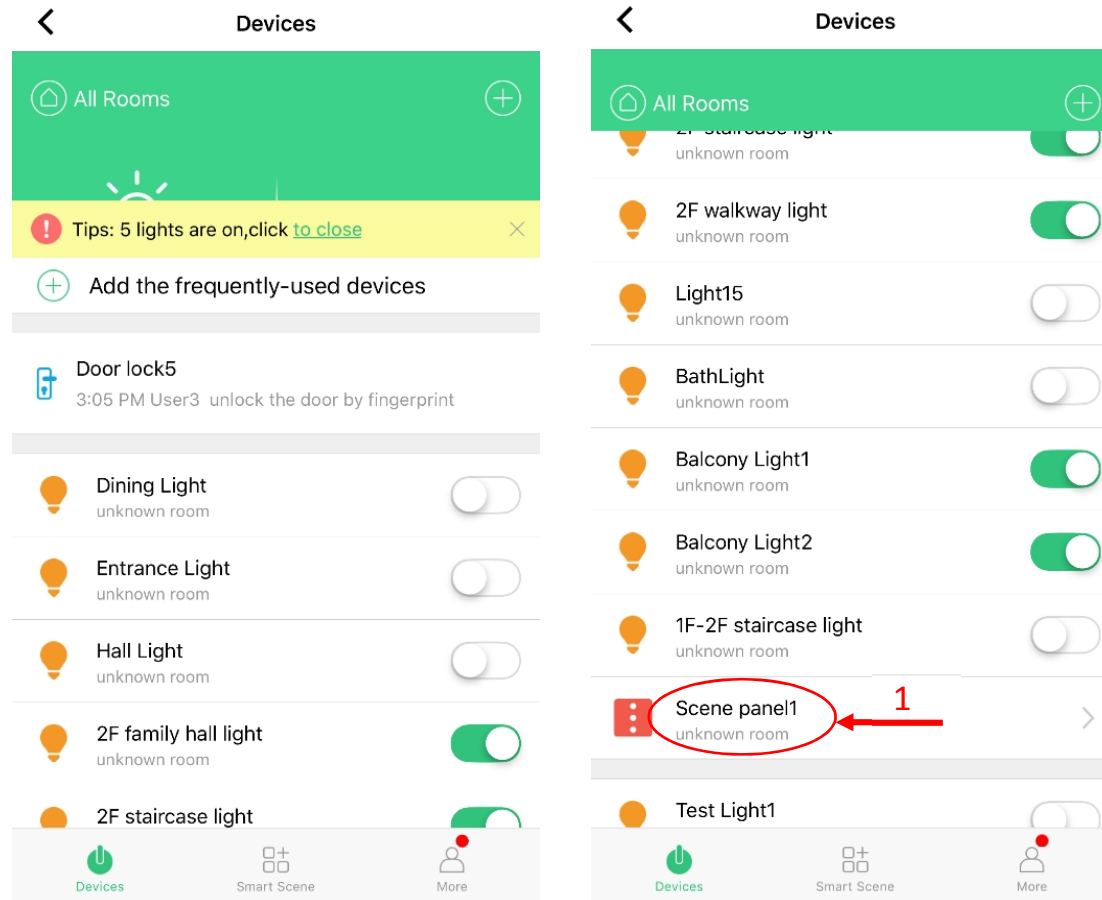 Devices
All Rooms
Tips: 5 lights are on,click to close
Add the frequently-used devices
Door lock5
3:05 PM User3 unlock the door by fingerprint
Dining Light
unknown room
Entrance Light
unknown room
Hall Light
unknown room
2F family hall light
unknown room
2F staircase light
Devices
Smart Scene
More
Devices
All Rooms
2F staircase light
unknown room
2F walkway light
unknown room
Light15
unknown room
BathLight
unknown room
Balcony Light1
unknown room
Balcony Light2
unknown room
1F-2F staircase light
unknown room
Scene panel1
unknown room
1
Test Light1
Devices
Smart Scene
More